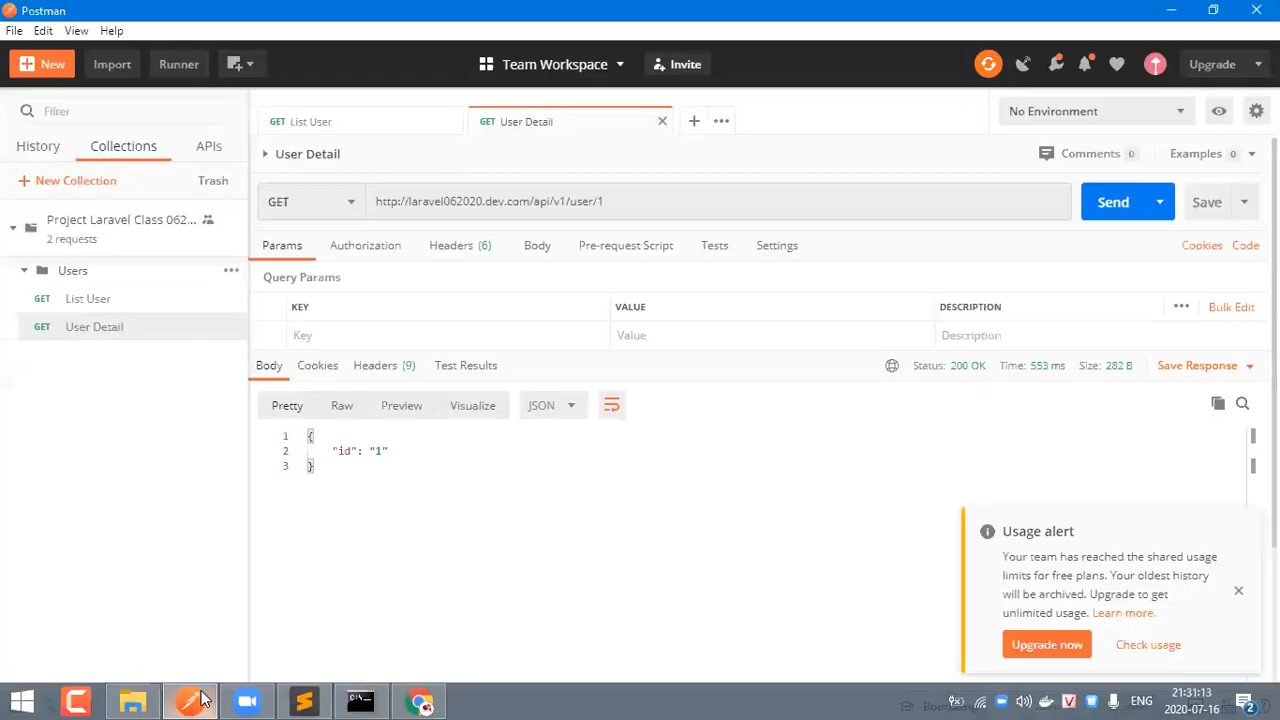 Postman
File Edit View Help
New Import Runner Team Workspace Invite Upgrade
Filter
GET List User GET User Detail No Environment
History Collections APIs
User Detail Comments 0 Examples 0
New Collection Trash
GET http://laravel062020.dev.com/api/v1/user/1 Send Save
Project Laravel Class 062...
2 requests
Params Authorization Headers (6) Body Pre-request Script Tests Settings Cookies Code
Users
Query Params
GET List User
KEY VALUE DESCRIPTION Bulk Edit
GET User Detail
Key Value Description
Body Cookies Headers (9) Test Results Status: 200 OK Time: 553 ms Size: 282 B Save Response
Pretty Raw Preview Visualize JSON
1 {
2 "id": "1"
3 }
Usage alert
Your team has reached the shared usage
limits for free plans. Your oldest history
will be archived. Upgrade to get
unlimited usage. Learn more.
Upgrade now Check usage
ENG 21:31:13
2020-07-16 2